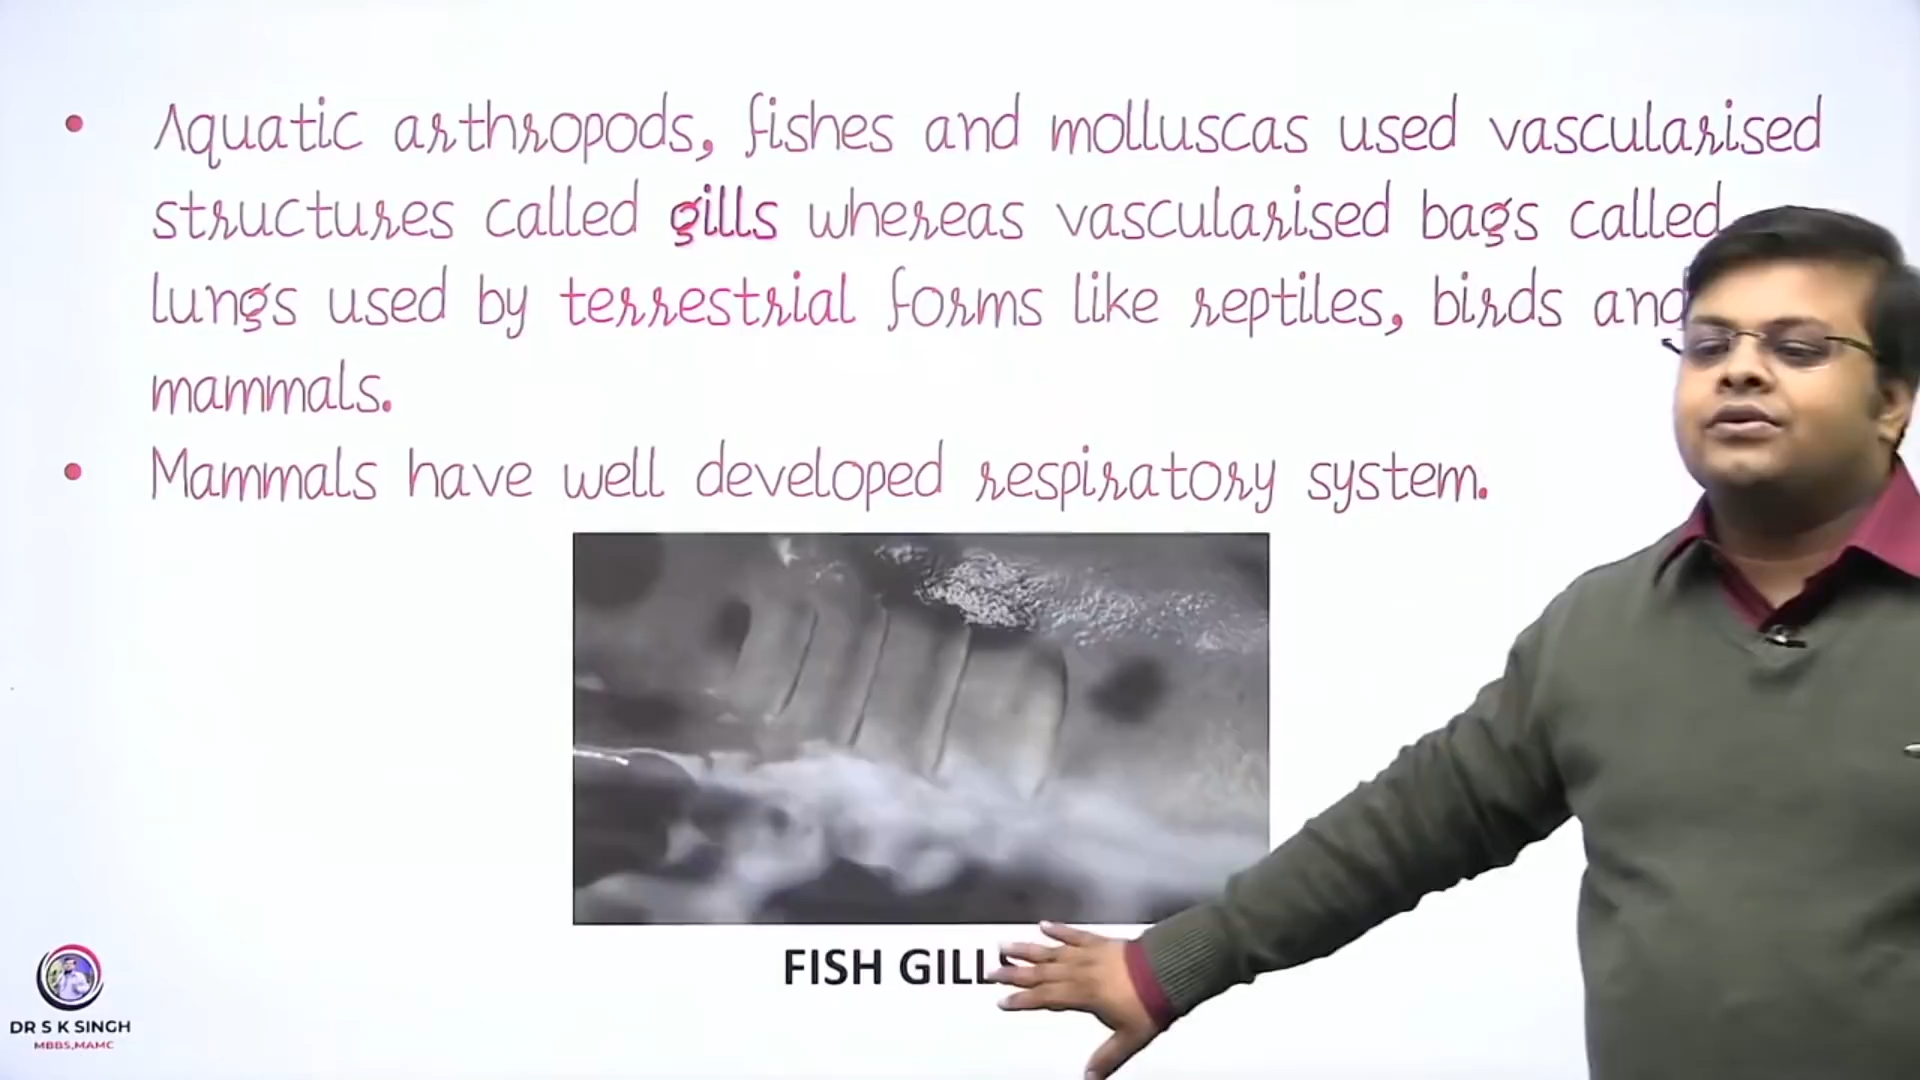 • Aquatic arthropods, fishes and molluscas used vascularised
structures called gills whereas vascularised bags called
lungs used by terrestrial forms like reptiles, birds and
mammals.
• Mammals have well developed respiratory system.
FISH GILLS
DR S K SINGH
MBBS,MAMC